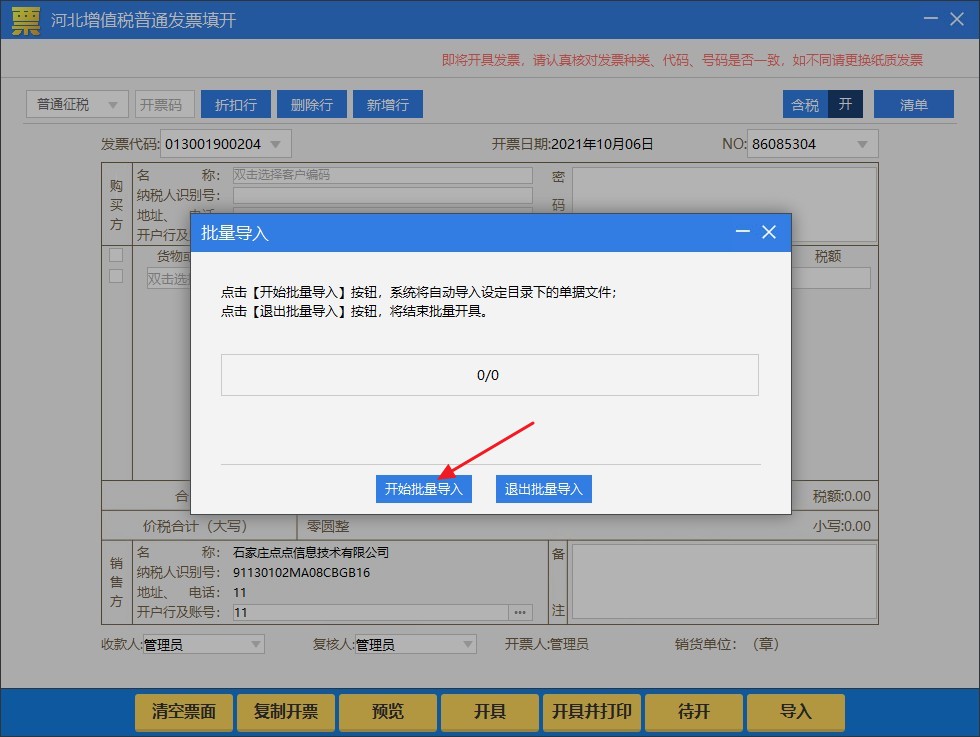 票 河北增值税普通发票填开
即将开具发票，请认真核对发票种类、代码、号码是否一致，如不同请更换纸质发票
普通征税 开票码 折扣行 删除行 新增行 含税 开 清单
发票代码: 013001900204 开票日期:2021年10月06日 NO: 86085304
购买方
名 称： 双击选择客户编码 密
纳税人识别号：
地址、 电话 码
开户行及
批量导入
货物或 税额
双击选
点击【开始批量导入】按钮，系统将自动导入设定目录下的单据文件；
点击【退出批量导入】按钮，将结束批量开具。
0/0
开始批量导入 退出批量导入
合 税额:0.00
价税合计（大写） 零圆整 小写:0.00
销售方
名 称： 石家庄点点信息技术有限公司 备
纳税人识别号： 91130102MA08CBGB16
地址、 电话： 11
开户行及账号： 11 ... 注
收款人: 管理员 复核人: 管理员 开票人:管理员 销货单位：（章）
清空票面 复制开票 预览 开具 开具并打印 待开 导入